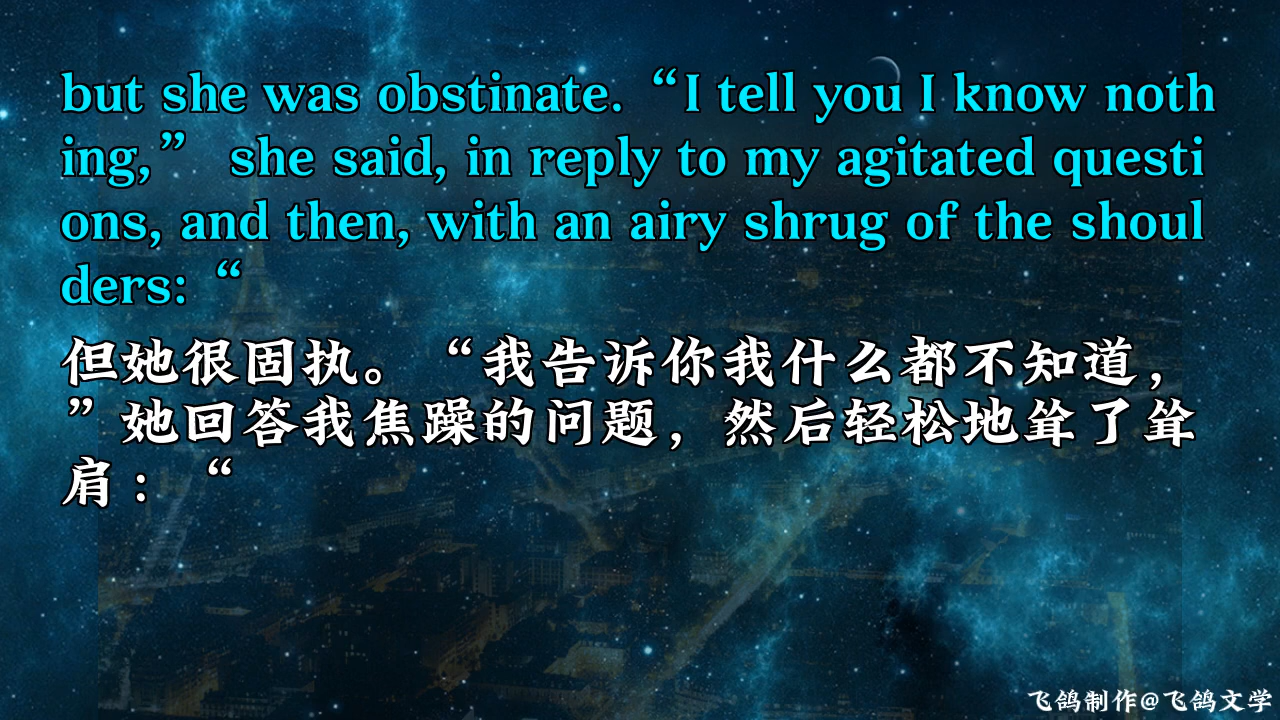 but she was obstinate. “I tell you I know noth
ing,” she said, in reply to my agitated questi
ons, and then, with an airy shrug of the shoul
ders: “
但她很固执。“我告诉你我什么都不知道，
”她回答我焦躁的问题，然后轻松地耸了耸
肩：“
飞鸽制作@飞鸽文学